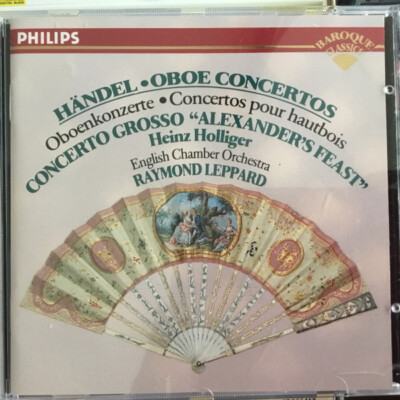 PHILIPS
BAROQUE
CLASSICS
HÄNDEL • OBOE CONCERTOS
Oboenkonzerte • Concertos pour hautbois
CONCERTO GROSSO "ALEXANDER'S FEAST"
Heinz Holliger
English Chamber Orchestra
RAYMOND LEPPARD